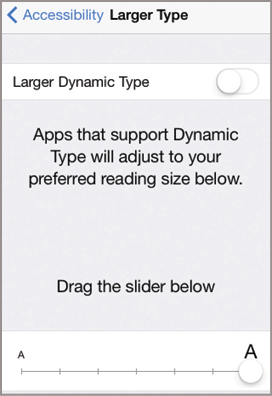 Accessibility Larger Type
Larger Dynamic Type
Apps that support Dynamic
Type will adjust to your
preferred reading size below.
Drag the slider below
A A